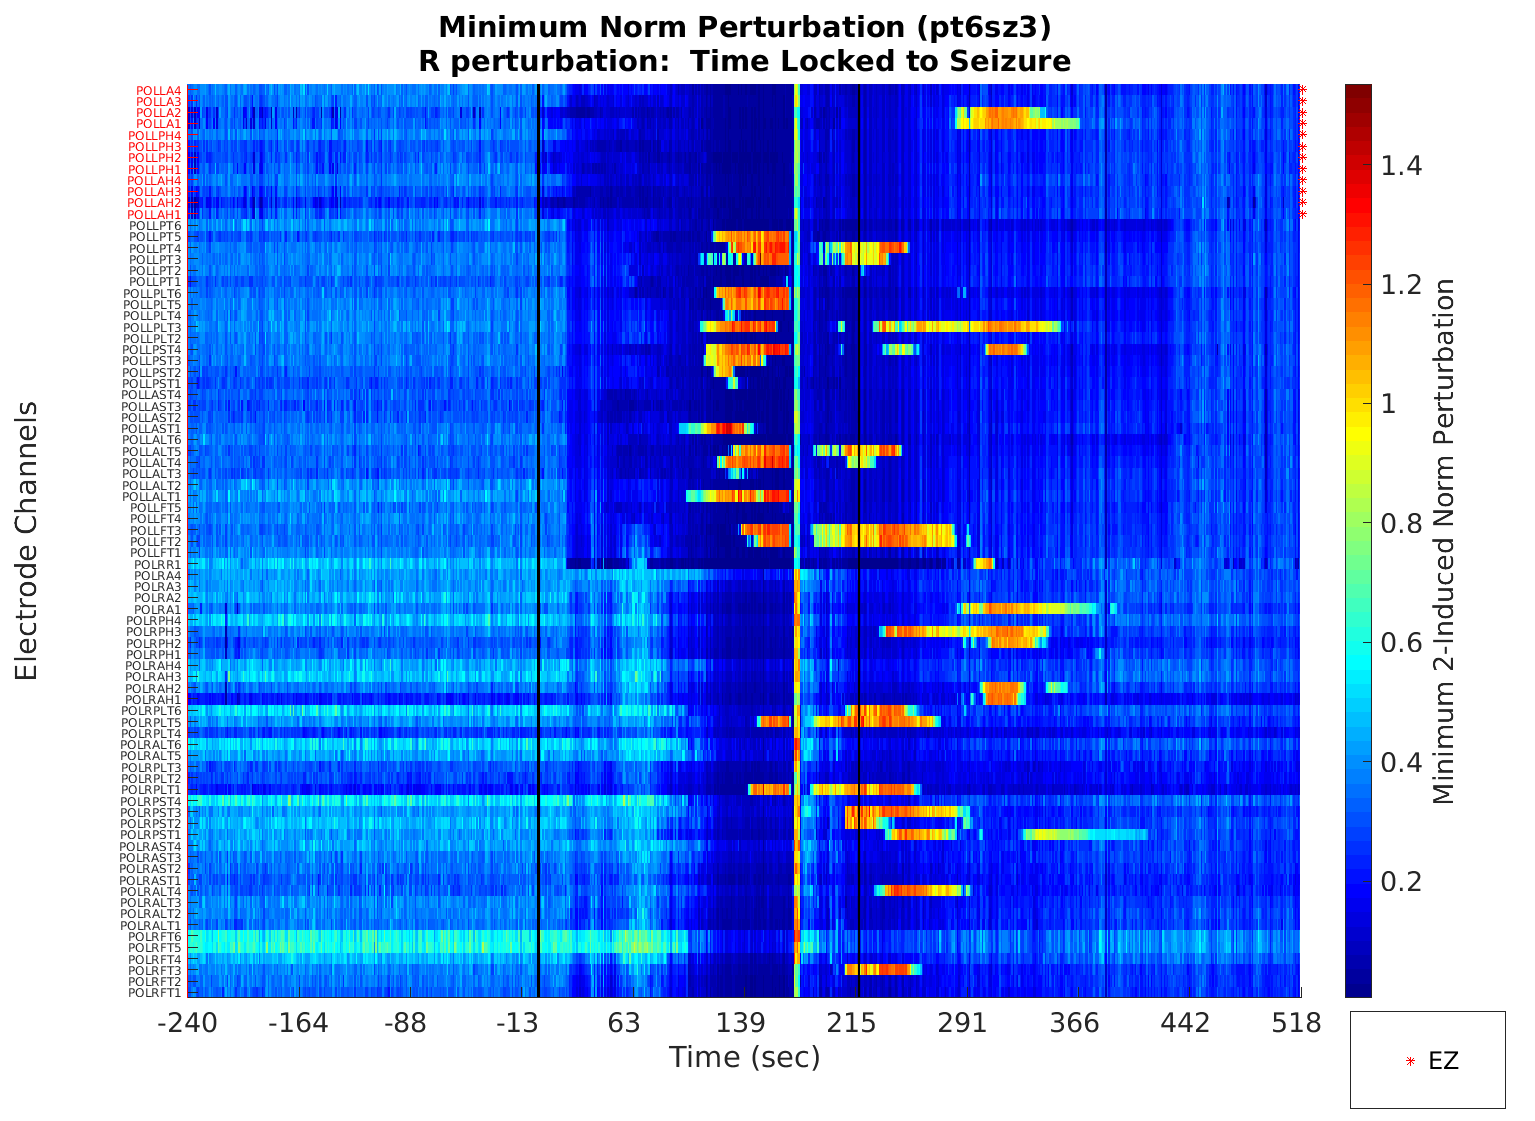 Minimum Norm Perturbation (pt6sz3)
R perturbation:  Time Locked to Seizure
Electrode Channels
POLLA4
POLLA3
POLLA2
POLLA1
POLLPH4
POLLPH3
POLLPH2
POLLPH1
POLLAH4
POLLAH3
POLLAH2
POLLAH1
POLLPT6
POLLPT5
POLLPT4
POLLPT3
POLLPT2
POLLPT1
POLLPLT6
POLLPLT5
POLLPLT4
POLLPLT3
POLLPLT2
POLLPST4
POLLPST3
POLLPST2
POLLPST1
POLLAST4
POLLAST3
POLLAST2
POLLAST1
POLLALT6
POLLALT5
POLLALT4
POLLALT3
POLLALT2
POLLALT1
POLLFT5
POLLFT4
POLLFT3
POLLFT2
POLLFT1
POLRR1
POLRA4
POLRA3
POLRA2
POLRA1
POLRPH4
POLRPH3
POLRPH2
POLRPH1
POLRAH4
POLRAH3
POLRAH2
POLRAH1
POLRPLT6
POLRPLT5
POLRPLT4
POLRALT6
POLRALT5
POLRPLT3
POLRPLT2
POLRPLT1
POLRPST4
POLRPST3
POLRPST2
POLRPST1
POLRAST4
POLRAST3
POLRAST2
POLRAST1
POLRALT4
POLRALT3
POLRALT2
POLRALT1
POLRFT6
POLRFT5
POLRFT4
POLRFT3
POLRFT2
POLRFT1
-240 -164 -88 -13 63 139 215 291 366 442 518
Time (sec)
1.4
1.2
1
0.8
0.6
0.4
0.2
Minimum 2-Induced Norm Perturbation
EZ